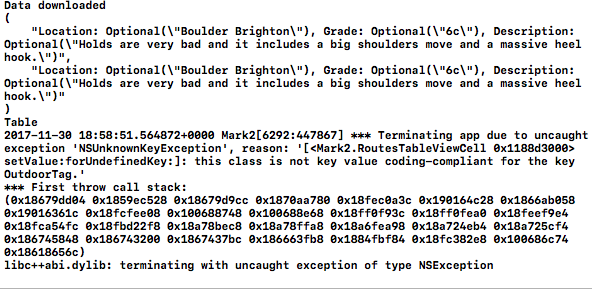 Data downloaded
(
    "Location: Optional(\"Boulder Brighton\"), Grade: Optional(\"6c\"), Description:
Optional(\"Holds are very bad and it includes a big shoulders move and a massive heel
hook.\")",
    "Location: Optional(\"Boulder Brighton\"), Grade: Optional(\"6c\"), Description:
Optional(\"Holds are very bad and it includes a big shoulders move and a massive heel
hook.\")"
)
Table
2017-11-30 18:58:51.564872+0000 Mark2[6292:447867] *** Terminating app due to uncaught
exception 'NSUnknownKeyException', reason: '[<Mark2.RoutesTableViewCell 0x1188d3000>
setValue:forUndefinedKey:]: this class is not key value coding-compliant for the key
OutdoorTag.'
*** First throw call stack:
(0x18679dd04 0x1859ec528 0x18679d9cc 0x1870aa780 0x18fec0a3c 0x190164c28 0x1866ab058
0x19016361c 0x18fcfee08 0x100688748 0x100688e68 0x18ff0f93c 0x18ff0fea0 0x18feef9e4
0x18fca54fc 0x18fbd22f8 0x18a78bec8 0x18a78ffa8 0x18a6fea98 0x18a724eb4 0x18a725cf4
0x186745848 0x186743200 0x1867437bc 0x186663fb8 0x1884fbf84 0x18fc382e8 0x100686c74
0x18618656c)
libc++abi.dylib: terminating with uncaught exception of type NSException